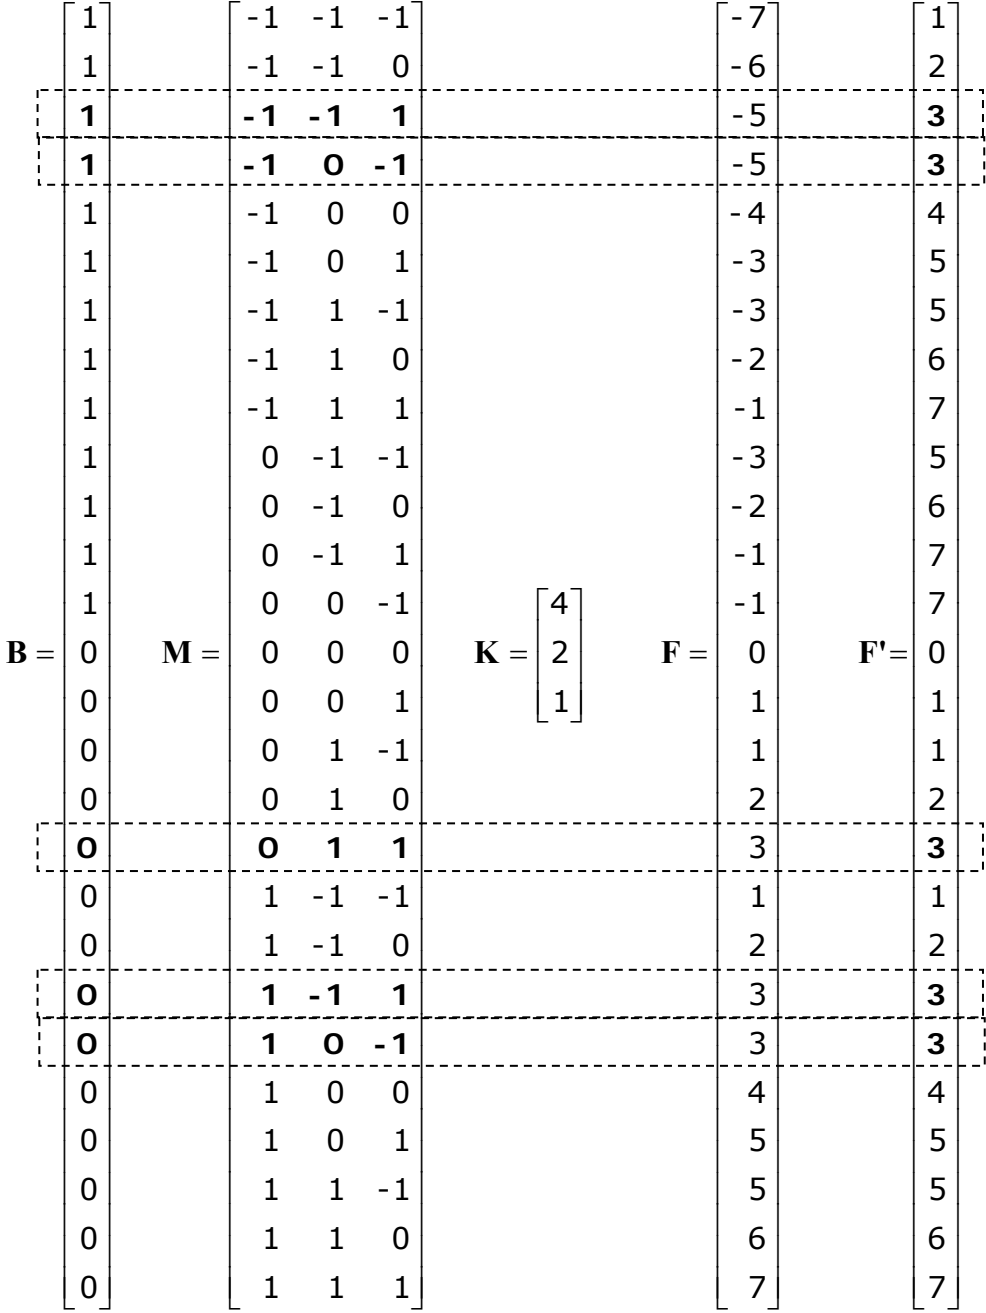 1 -1 -1 -1 -7 1
1 -1 -1 0 -6 2
1 -1 -1 1 -5 3
1 -1 0 -1 -5 3
1 -1 0 0 -4 4
1 -1 0 1 -3 5
1 -1 1 -1 -3 5
1 -1 1 0 -2 6
1 -1 1 1 -1 7
1 0 -1 -1 -3 5
1 0 -1 0 -2 6
1 0 -1 1 -1 7
1 0 0 -1 4 -1 7
B = 0 M = 0 0 0 K = 2 F = 0 F'= 0
0 0 0 1 1 1 1
0 0 1 -1 1 1
0 0 1 0 2 2
0 0 1 1 3 3
0 1 -1 -1 1 1
0 1 -1 0 2 2
0 1 -1 1 3 3
0 1 0 -1 3 3
0 1 0 0 4 4
0 1 0 1 5 5
0 1 1 -1 5 5
0 1 1 0 6 6
0 1 1 1 7 7